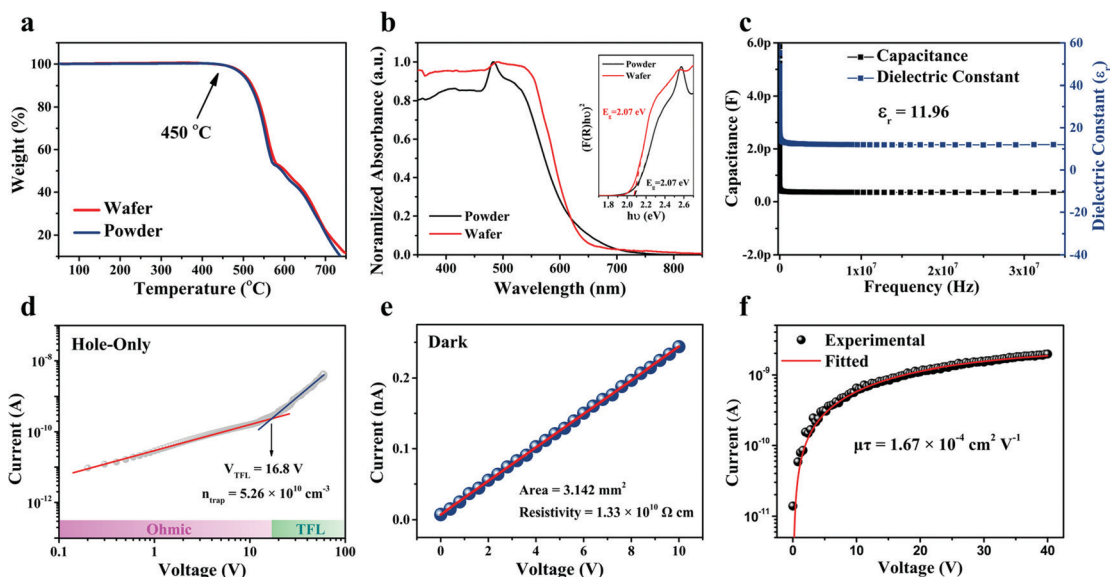 a
100
80
60
40
20
Weight (%)
450 °C
Wafer
Powder
100 200 300 400 500 600 700
Temperature (°C)
b
1.0
0.8
0.6
0.4
0.2
0.0
Noramlized Absorbance (a.u.)
Powder
Wafer
400 500 600 700 800
Wavelength (nm)
Powder
Wafer
Eg=2.07 eV
Eg=2.07 eV
(F(R)hυ)²
1.8 2.0 2.2 2.4 2.6
hυ (eV)
c
6.0p
4.0p
2.0p
0.0
-2.0p
Capacitance (F)
Capacitance
Dielectric Constant
εr = 11.96
60
40
20
0
-20
-40
Dielectric Constant (εr)
1x10⁷ 2x10⁷ 3x10⁷
Frequency (Hz)
d
Hole-Only
10⁻⁸
10⁻¹⁰
10⁻¹²
Current (A)
VTFL = 16.8 V
ntrap = 5.26 × 10¹⁰ cm⁻³
Ohmic
TFL
0.1 1 10 100
Voltage (V)
e
Dark
0.2
0.1
0.0
Current (nA)
Area = 3.142 mm²
Resistivity = 1.33 × 10¹⁰ Ω cm
0 2 4 6 8 10
Voltage (V)
f
Experimental
Fitted
10⁻⁹
10⁻¹⁰
10⁻¹¹
Current (A)
μτ = 1.67 × 10⁻⁴ cm² V⁻¹
0 10 20 30 40
Voltage (V)